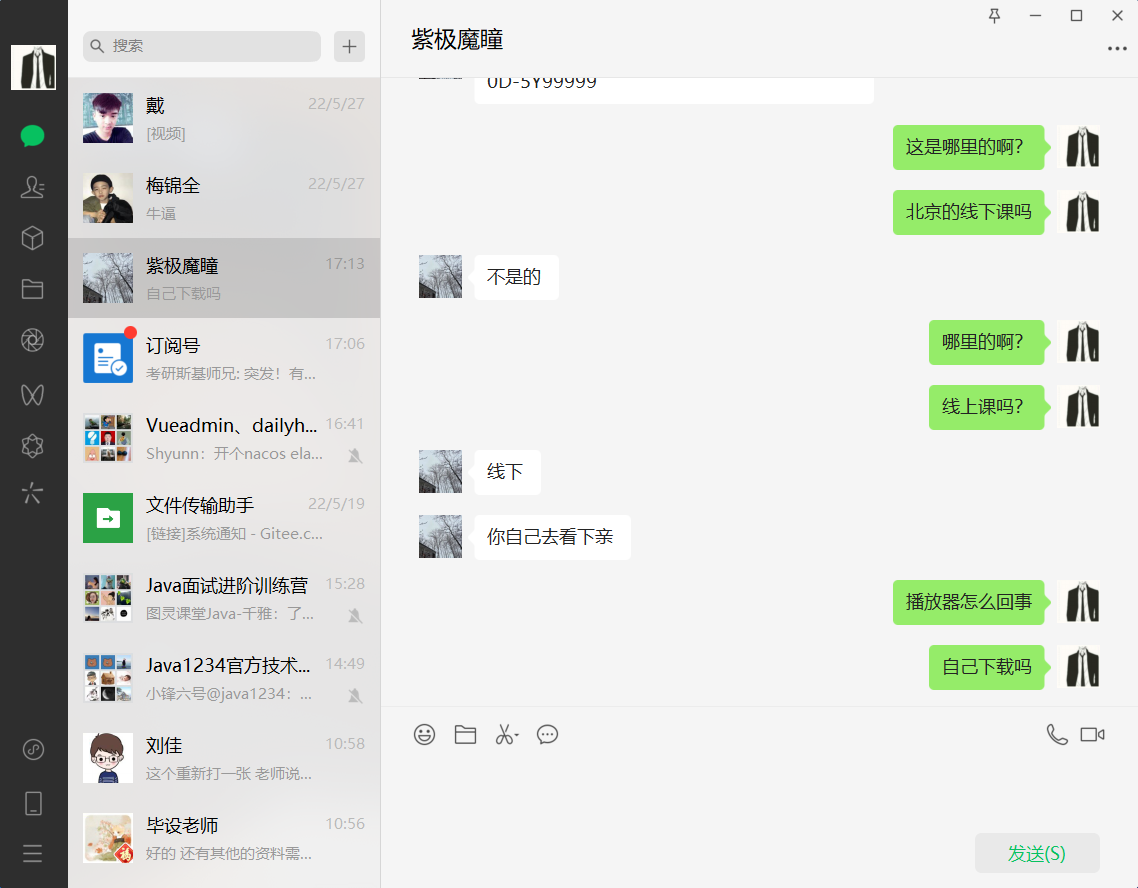 搜索
戴
22/5/27
[视频]
梅锦全
22/5/27
牛逼
紫极魔瞳
17:13
自己下载吗
订阅号
17:06
考研斯基师兄: 突发！有...
Vueadmin、dailyh...
16:41
Shyunn：开个nacos ela...
文件传输助手
22/5/19
[链接]系统通知 - Gitee.c...
Java面试进阶训练营
15:28
图灵课堂Java-千雅：了...
Java1234官方技术...
14:49
小锋六号@java1234：...
刘佳
10:58
这个重新打一张 老师说...
毕设老师
10:56
好的 还有其他的资料需...
紫极魔瞳
0D-5Y99999
这是哪里的啊？
北京的线下课吗
不是的
哪里的啊？
线上课吗？
线下
你自己去看下亲
播放器怎么回事
自己下载吗
发送(S)